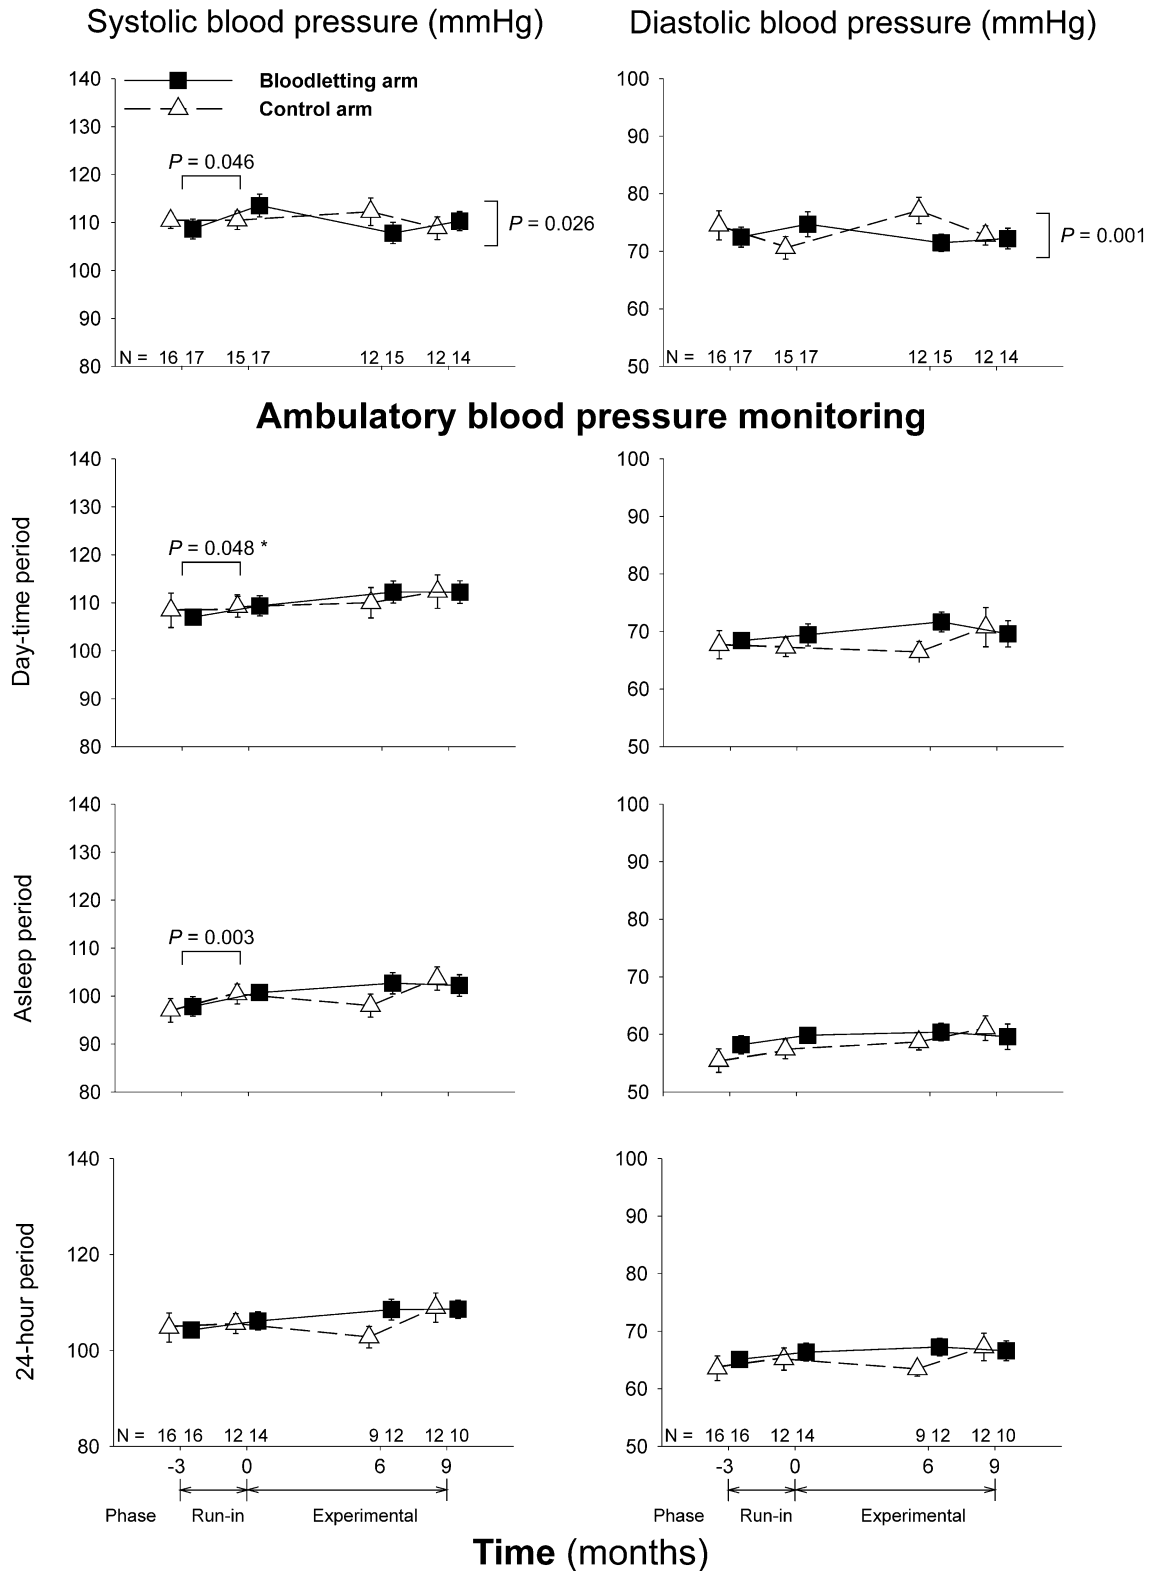 Systolic blood pressure (mmHg)
Diastolic blood pressure (mmHg)
140
130
120
110
100
90
80
Bloodletting arm
Control arm
P = 0.046
P = 0.026
N = 16 17 15 17 12 15 12 14
100
90
80
70
60
50
P = 0.001
N = 16 17 15 17 12 15 12 14
Ambulatory blood pressure monitoring
Day-time period
140
130
120
110
100
90
80
P = 0.048 *
100
90
80
70
60
50
Asleep period
140
130
120
110
100
90
80
P = 0.003
100
90
80
70
60
50
24-hour period
140
120
100
80
N = 16 16 12 14 9 12 12 10
-3 0 6 9
Phase Run-in Experimental
100
90
80
70
60
50
N = 16 16 12 14 9 12 12 10
-3 0 6 9
Phase Run-in Experimental
Time (months)